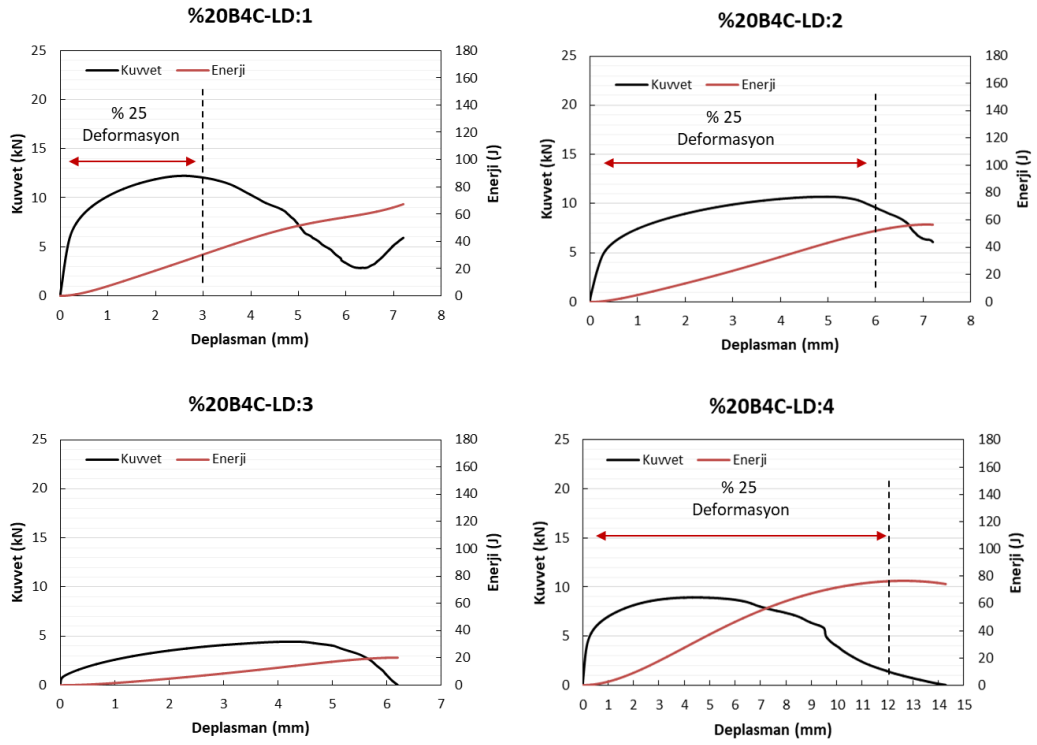 %20B4C-LD:1
25
20
15
10
5
0
180
160
140
120
100
80
60
40
20
0
Kuvvet
Enerji
% 25
Deformasyon
Kuvvet (kN)
Enerji (J)
0 1 2 3 4 5 6 7 8
Deplasman (mm)
%20B4C-LD:2
25
20
15
10
5
0
180
160
140
120
100
80
60
40
20
0
Kuvvet
Enerji
% 25
Deformasyon
Kuvvet (kN)
Enerji (J)
0 1 2 3 4 5 6 7 8
Deplasman (mm)
%20B4C-LD:3
25
20
15
10
5
0
180
160
140
120
100
80
60
40
20
0
Kuvvet
Enerji
Kuvvet (kN)
Enerji (J)
0 1 2 3 4 5 6 7
Deplasman (mm)
%20B4C-LD:4
25
20
15
10
5
0
180
160
140
120
100
80
60
40
20
0
Kuvvet
Enerji
% 25
Deformasyon
Kuvvet (kN)
Enerji (J)
0 1 2 3 4 5 6 7 8 9 10 11 12 13 14 15
Deplasman (mm)